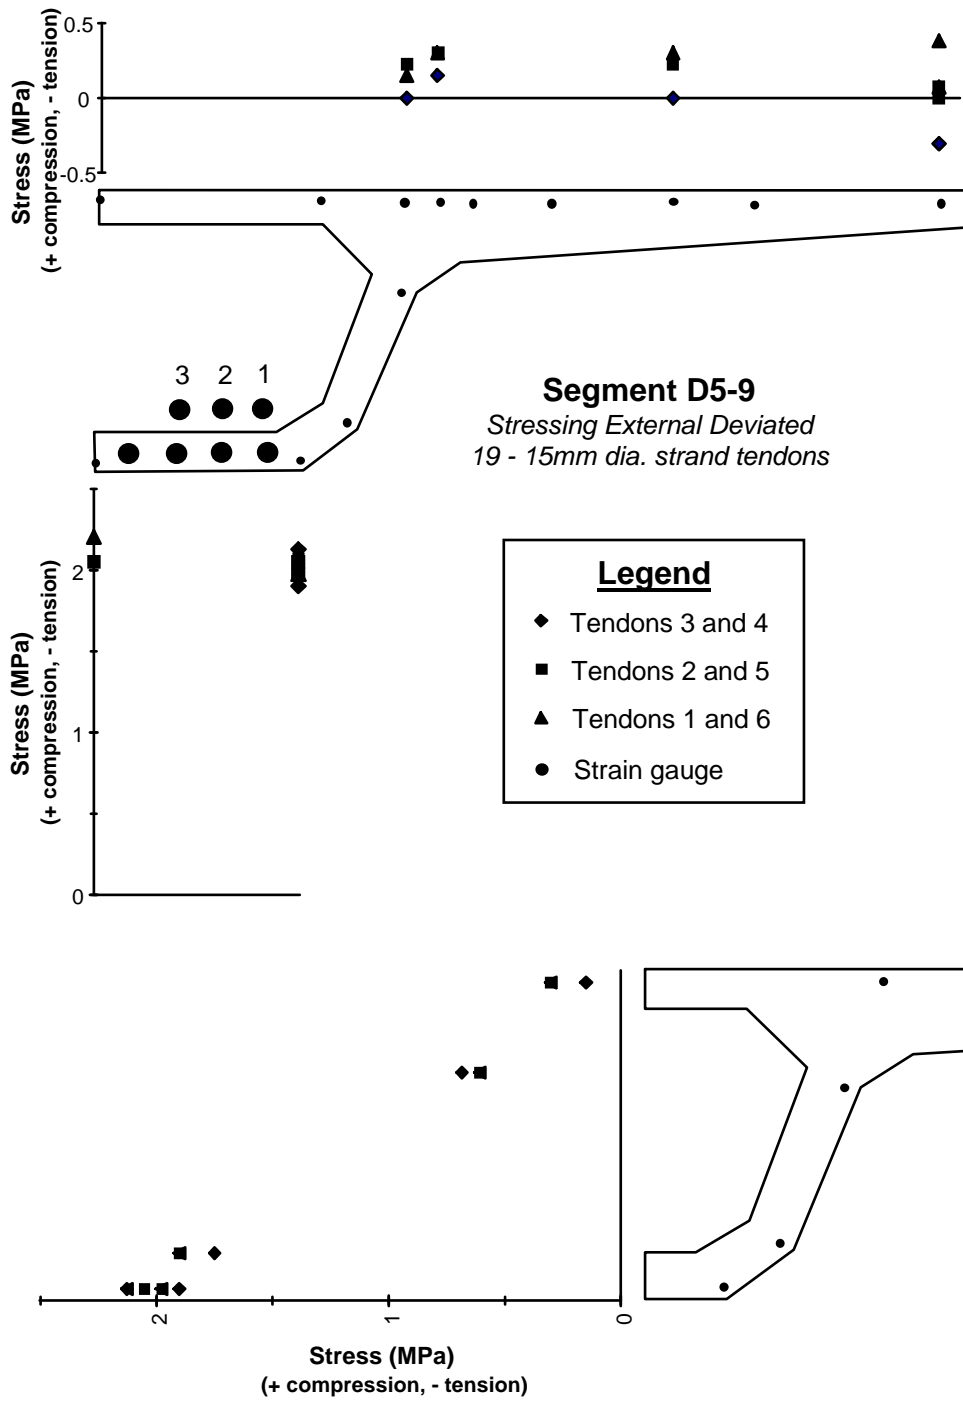 0.5
0
-0.5
Stress (MPa)
(+ compression, - tension)
3 2 1
Segment D5-9
Stressing External Deviated
19 - 15mm dia. strand tendons
2
1
0
Stress (MPa)
(+ compression, - tension)
Legend
Tendons 3 and 4
Tendons 2 and 5
Tendons 1 and 6
Strain gauge
2 1 0
Stress (MPa)
(+ compression, - tension)